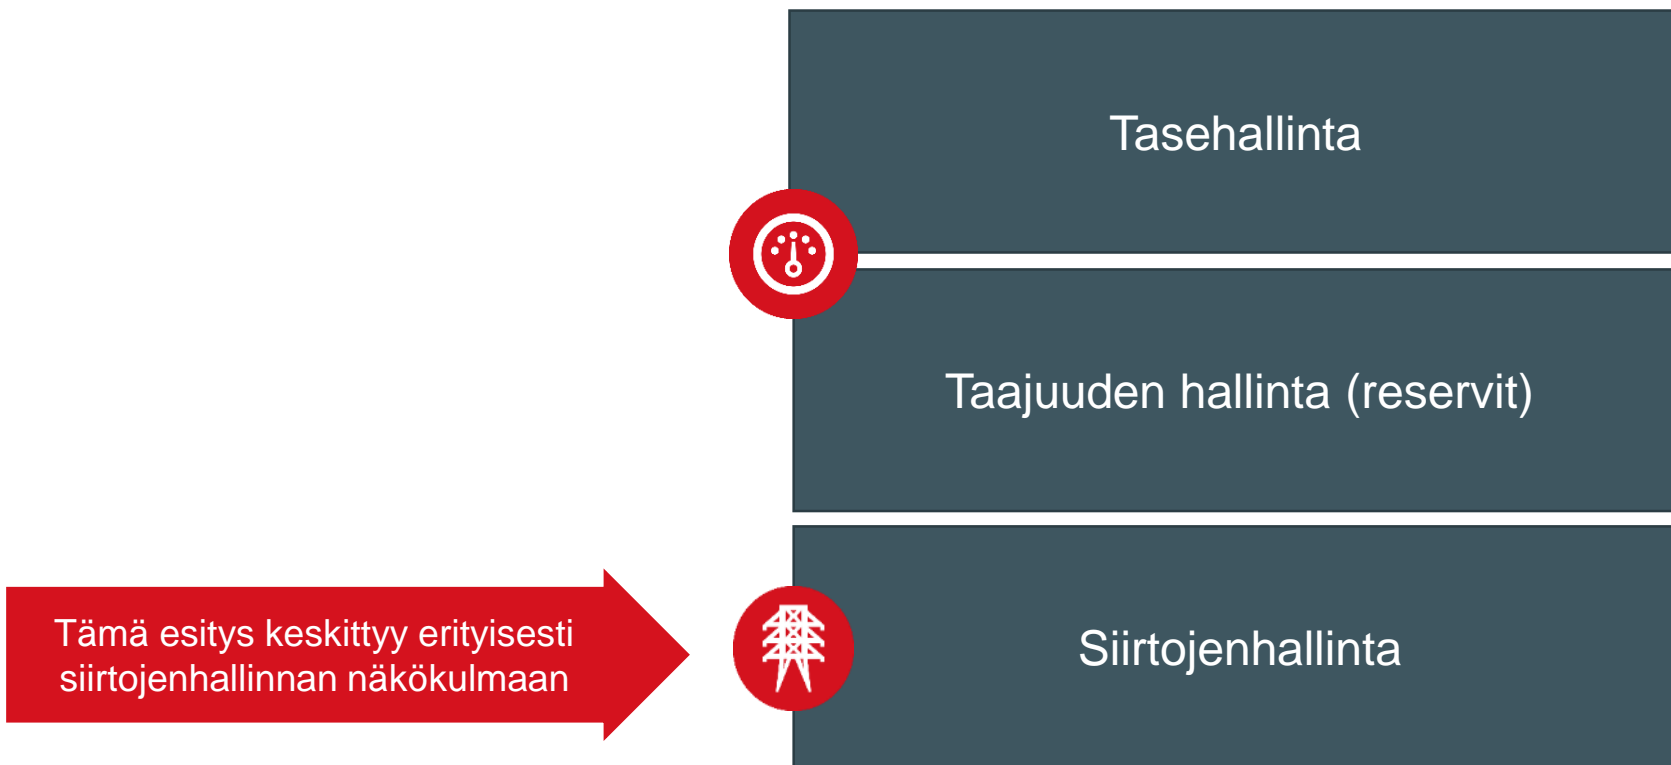 Tasehallinta
Taajuuden hallinta (reservit)
Tämä esitys keskittyy erityisesti
siirtojenhallinnan näkökulmaan
Siirtojenhallinta